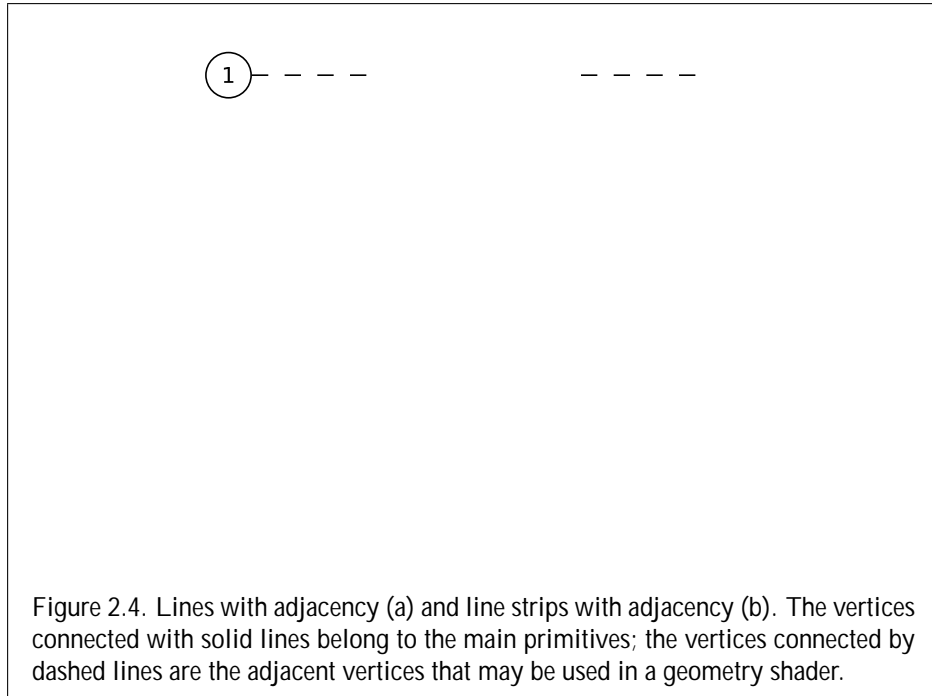 1
Figure 2.4. Lines with adjacency (a) and line strips with adjacency (b). The vertices
connected with solid lines belong to the main primitives; the vertices connected by
dashed lines are the adjacent vertices that may be used in a geometry shader.